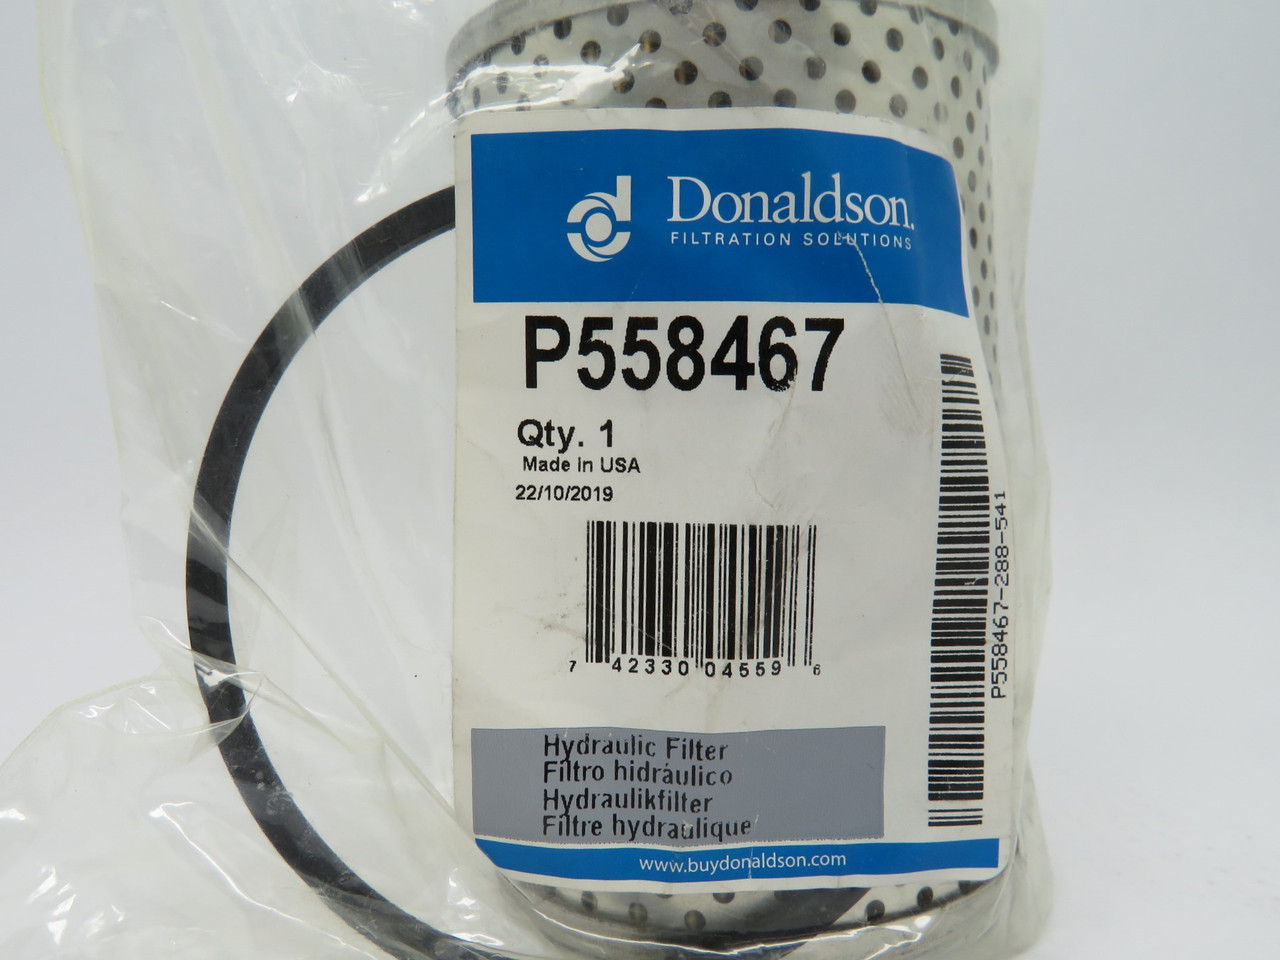 Donaldson.
FILTRATION SOLUTIONS
P558467
Qty. 1
Made in USA
22/10/2019
7 42330 04559 6
P558467-288-541
Hydraulic Filter
Filtro hidráulico
Hydraulikfilter
Filtre hydraulique
www.buydonaldson.com